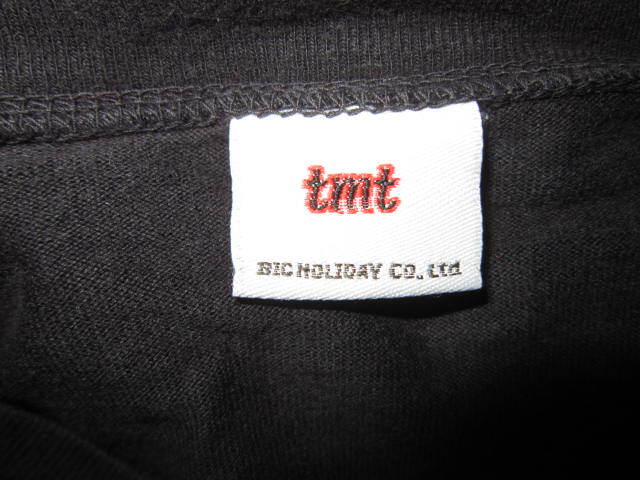 tmt
BIG HOLIDAY CO., Ltd